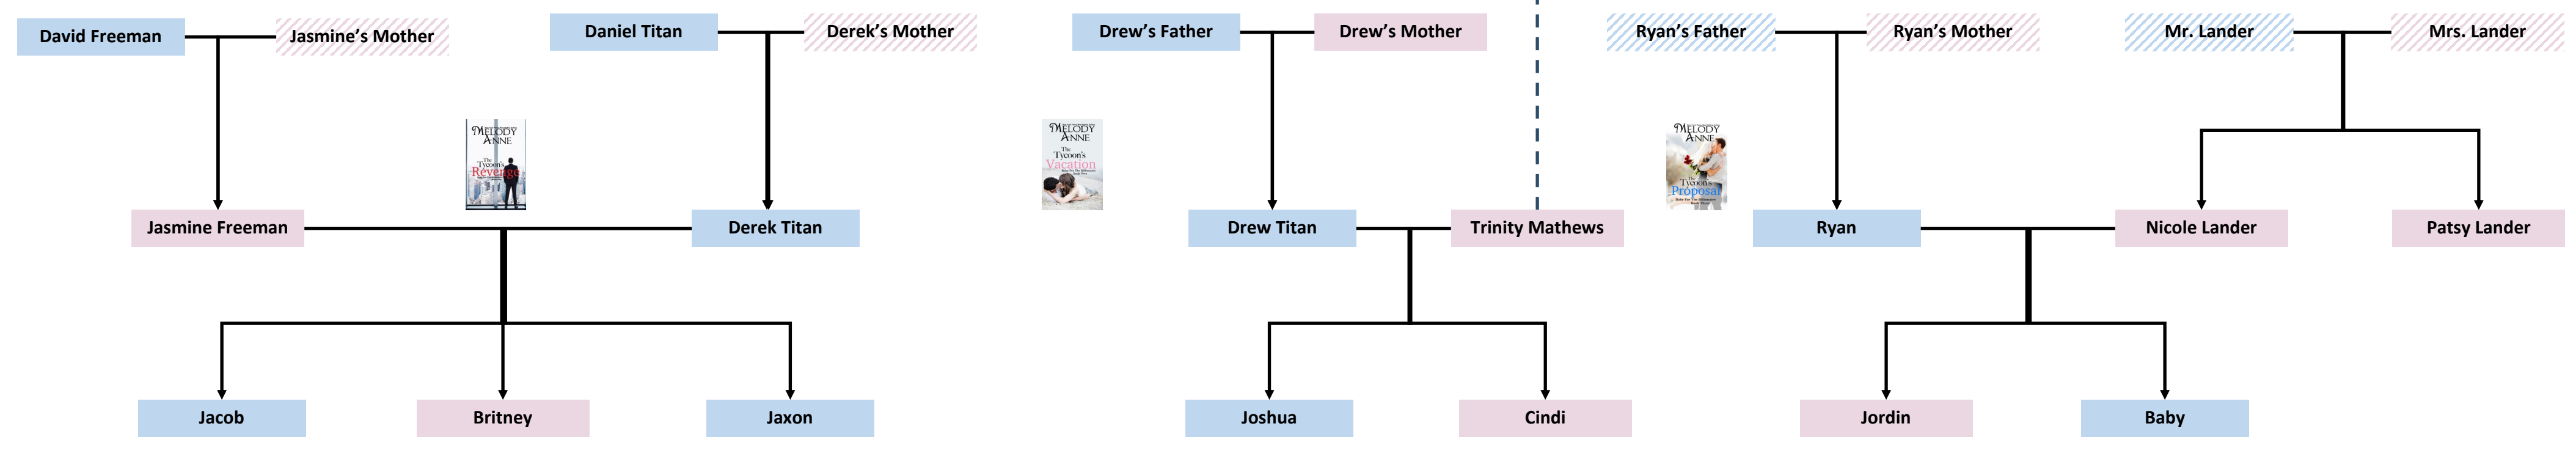 David Freeman
Jasmine’s Mother
Daniel Titan
Derek’s Mother
Drew’s Father
Drew’s Mother
Ryan’s Father
Ryan’s Mother
Mr. Lander
Mrs. Lander
MELODY
ANNE
The
Tycoon's
Revenge
MELODY
ANNE
The
Tycoon's
Vacation
MELODY
ANNE
The
Tycoon's
Proposal
Jasmine Freeman
Derek Titan
Drew Titan
Trinity Mathews
Ryan
Nicole Lander
Patsy Lander
Jacob
Britney
Jaxon
Joshua
Cindi
Jordin
Baby